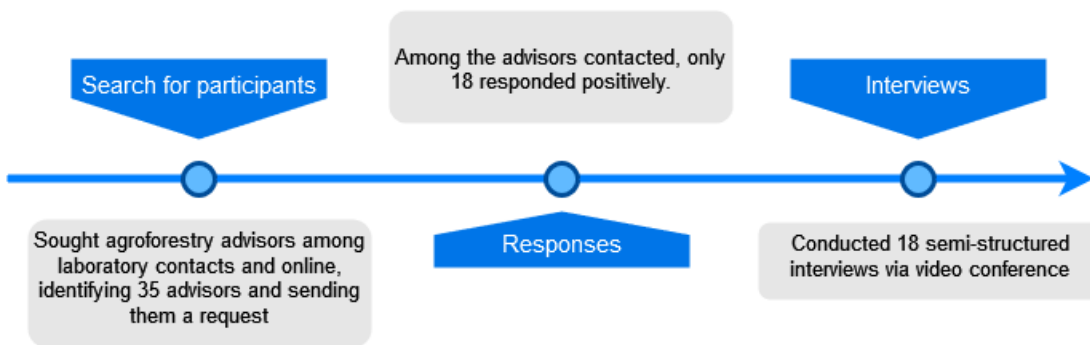 Search for participants
Sought agroforestry advisors among
laboratory contacts and online,
identifying 35 advisors and sending
them a request
Among the advisors contacted, only
18 responded positively.
Responses
Interviews
Conducted 18 semi-structured
interviews via video conference